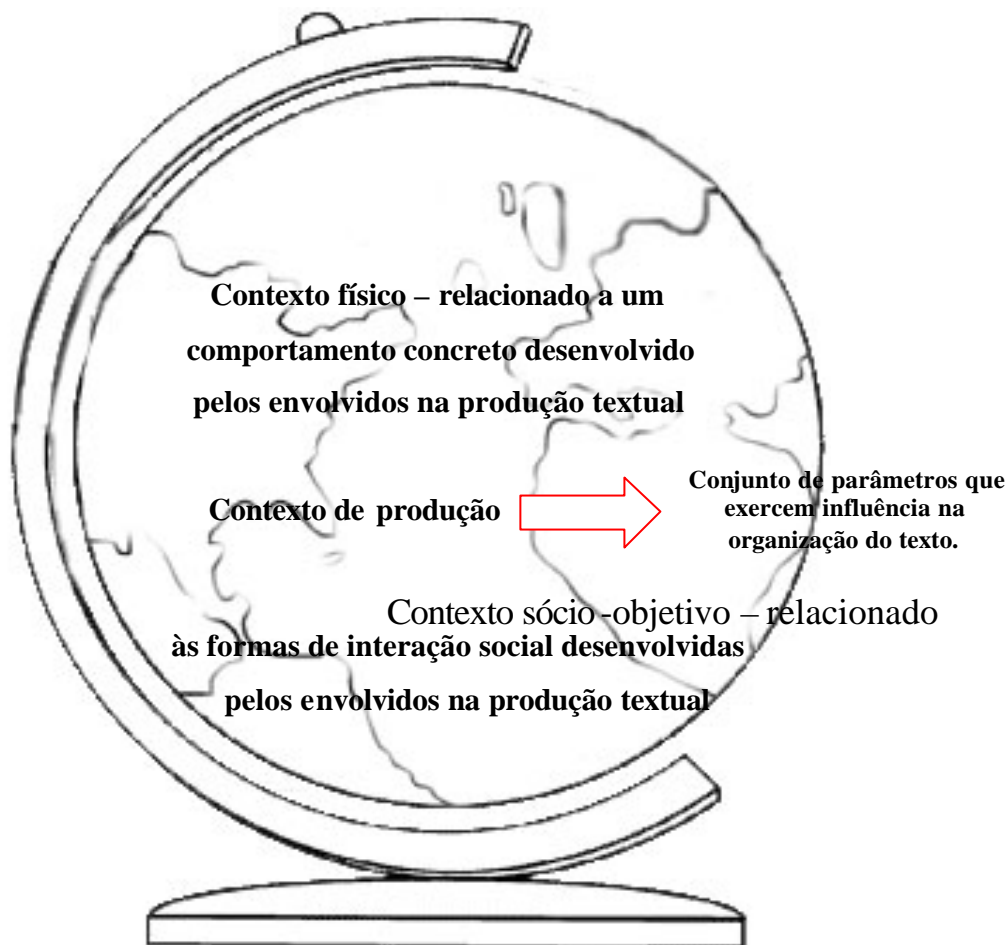 Contexto físico – relacionado a um
comportamento concreto desenvolvido
pelos envolvidos na produção textual
Contexto de produção
Conjunto de parâmetros que
exercem influência na
organização do texto.
Contexto sócio-objetivo – relacionado
às formas de interação social desenvolvidas
pelos envolvidos na produção textual